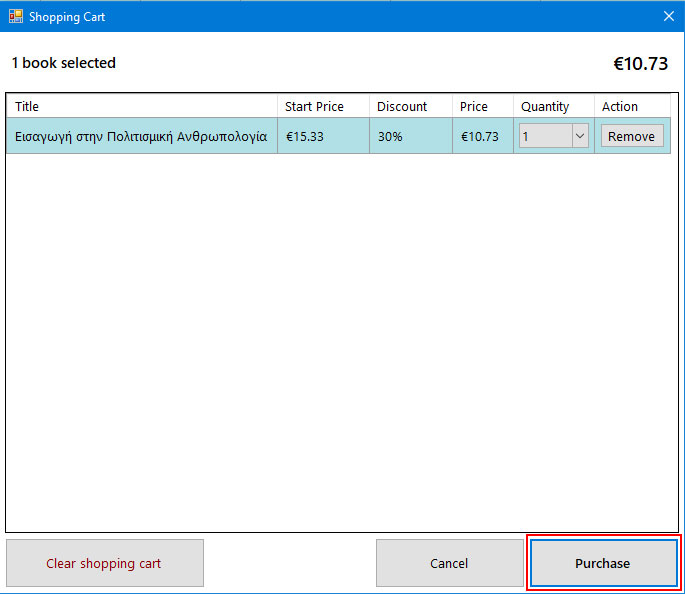 Shopping Cart
1 book selected €10.73
Title Start Price Discount Price Quantity Action
Εισαγωγή στην Πολιτισμική Ανθρωπολογία €15.33 30% €10.73 1 Remove
Clear shopping cart Cancel Purchase